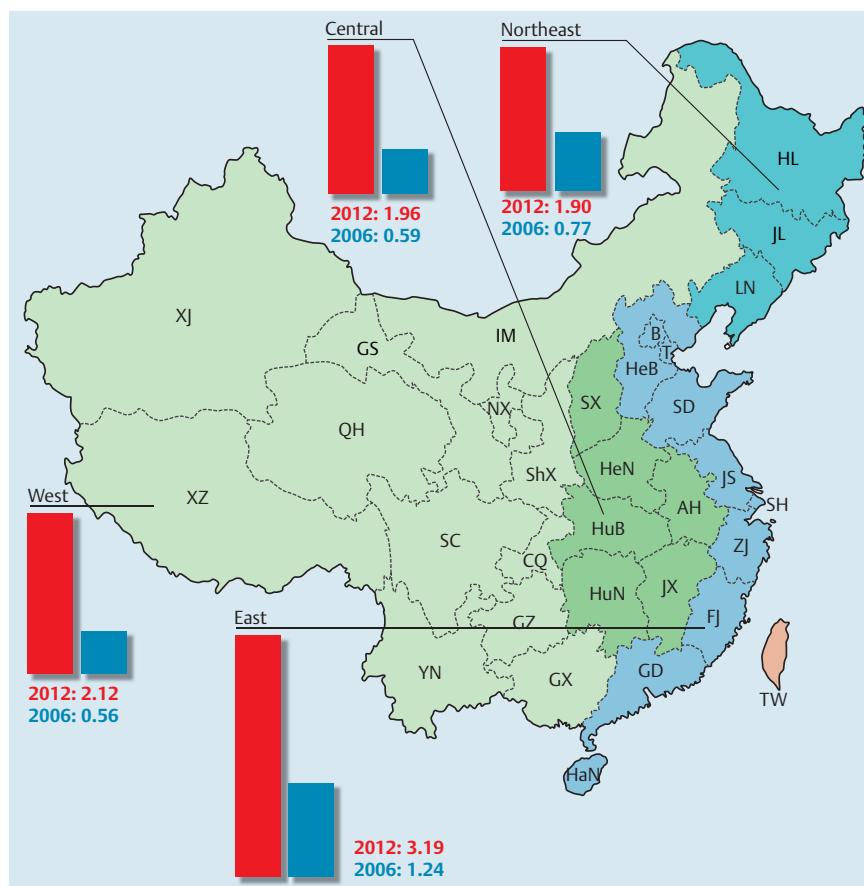 Central
Northeast
2012: 1.96
2006: 0.59
2012: 1.90
2006: 0.77
HL
JL
LN
XJ
GS
IM
B
T
HeB
NX
SX
SD
QH
HeN
ShX
JS
West
XZ
SH
AH
HuB
SC
ZJ
CQ
HuN
JX
East
GZ
FJ
YN
GX
GD
2012: 2.12
2006: 0.56
TW
HaN
2012: 3.19
2006: 1.24